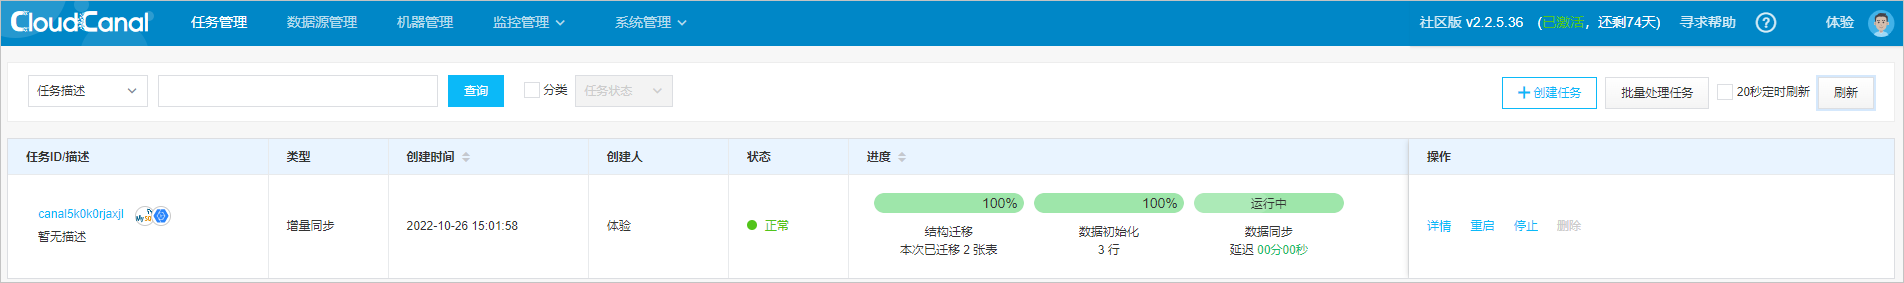 CloudCanal 任务管理 数据源管理 机器管理 监控管理 系统管理 社区版 v2.2.5.36 (已激活，还剩74天) 寻求帮助 ? 体验
任务描述 查询 分类 任务状态 +创建任务 批量处理任务 20秒定时刷新 刷新
任务ID/描述 类型 创建时间 创建人 状态 进度 操作
canal5k0k0rjaxjl
暂无描述
增量同步 2022-10-26 15:01:58 体验 正常
100% 100% 运行中
结构迁移 数据初始化 数据同步
本次已迁移 2 张表 3 行 延迟 00分00秒
详情 重启 停止 删除